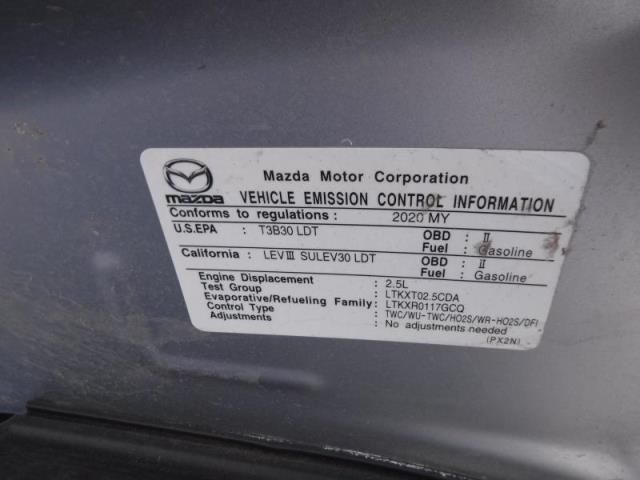 mazda
Mazda Motor Corporation
VEHICLE EMISSION CONTROL INFORMATION
Conforms to regulations : 2020 MY
U.S.EPA : T3B30 LDT OBD : II
Fuel : Gasoline
California : LEVIII SULEV30 LDT OBD : II
Fuel : Gasoline
Engine Displacement : 2.5L
Test Group : LTKXT02.5CDA
Evaporative/Refueling Family: LTKXR0117GCQ
Control Type : TWC/WU-TWC/HO2S/WR-HO2S/DFI
Adjustments : No adjustments needed
(PX2N)